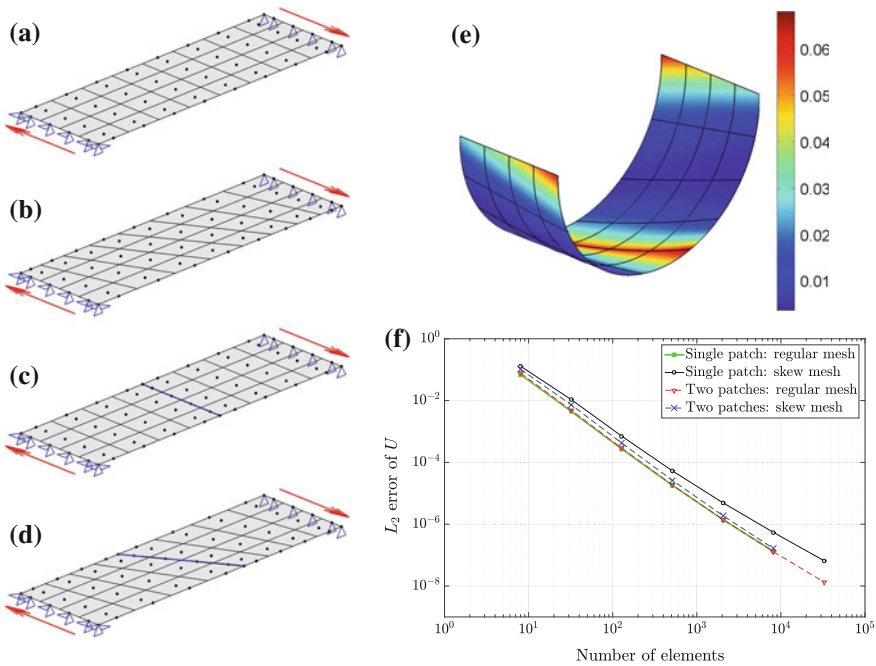 (a)
(b)
(c)
(d)
(e)
0.06
0.05
0.04
0.03
0.02
0.01
(f)
10^0
10^-2
10^-4
10^-6
10^-8
L_2 error of U
Single patch: regular mesh
Single patch: skew mesh
Two patches: regular mesh
Two patches: skew mesh
10^0 10^1 10^2 10^3 10^4 10^5
Number of elements